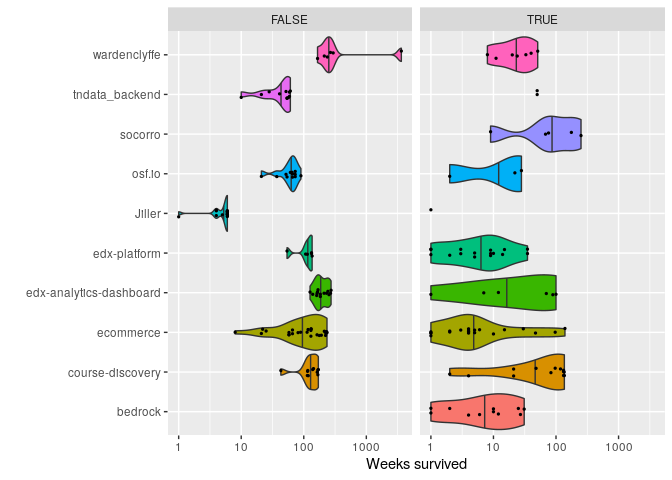 FALSE TRUE
wardenclyffe
tndata_backend
socorro
osf.io
Jiller
edx-platform
edx-analytics-dashboard
ecommerce
course-discovery
bedrock
1 10 100 1000 1 10 100 1000
Weeks survived